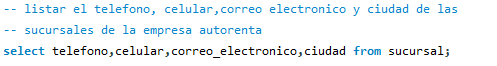 -- listar el telefono, celular,correo electronico y ciudad de las
-- sucursales de la empresa autorenta
select telefono,celular,correo_electronico,ciudad from sucursal;